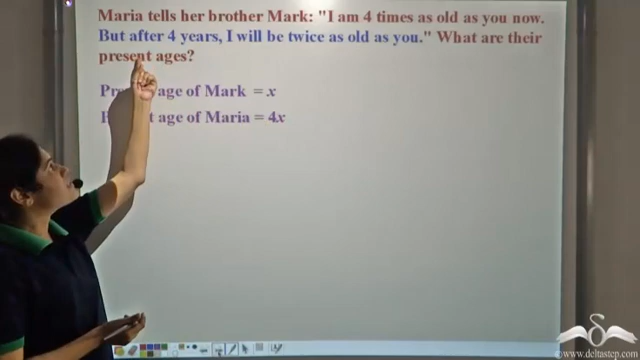 Maria tells her brother Mark: "I am 4 times as old as you now.
But after 4 years, I will be twice as old as you." What are their
present ages?
age of Mark = x
age of Maria = 4x
©www.deltastep.com